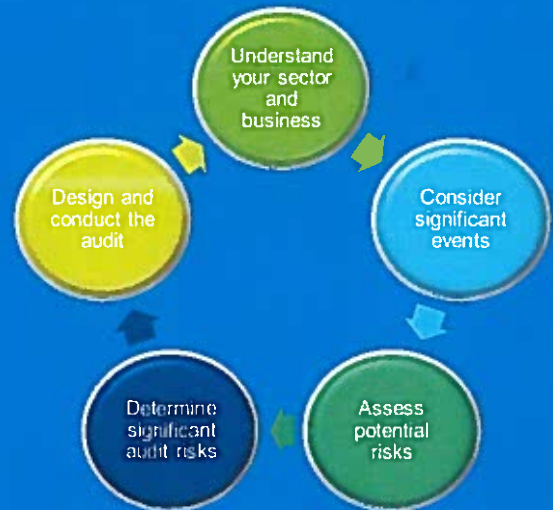 Understand
your sector
and
business
Consider
significant
events
Assess
potential
risks
Determine
significant
audit risks
Design and
conduct the
audit